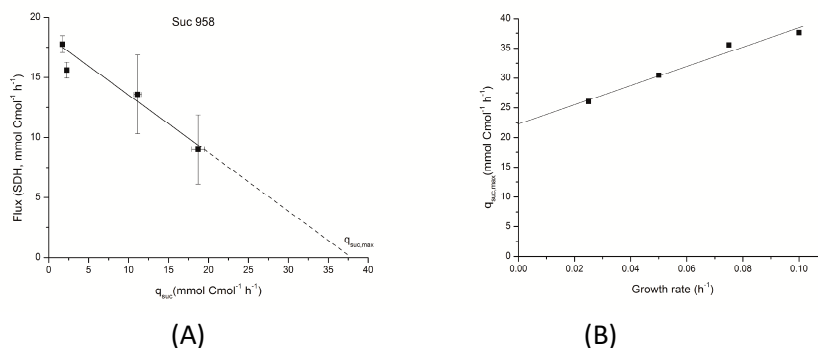 Suc 958
20
15
10
5
0
Flux (SDH, mmol Cmol⁻¹ h⁻¹)
q_suc,max
0 5 10 15 20 25 30 35 40
q_suc(mmol Cmol⁻¹ h⁻¹)
(A)
45
40
35
30
25
20
15
10
5
0
q_suc,max(mmol Cmol⁻¹ h⁻¹)
0.00 0.02 0.04 0.06 0.08 0.10
Growth rate (h⁻¹)
(B)